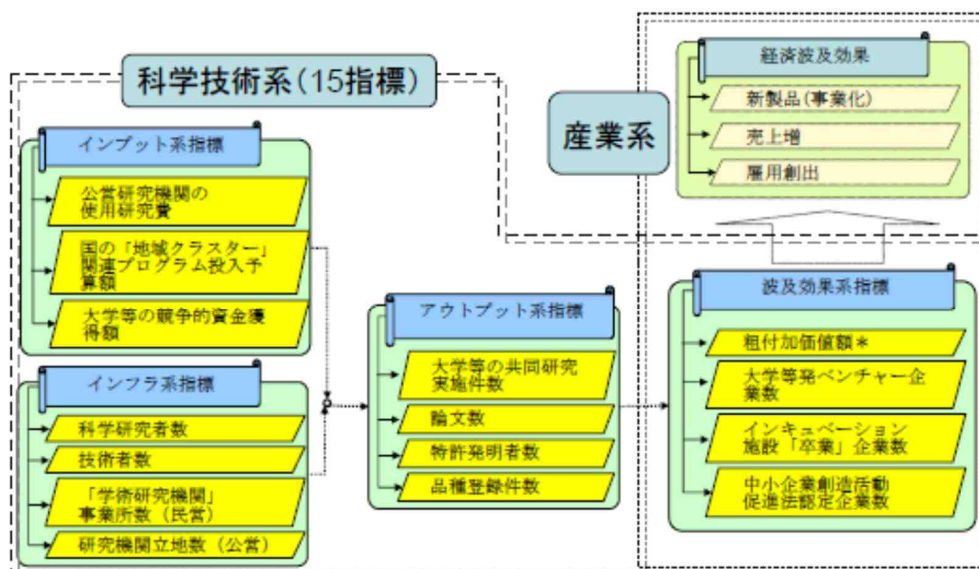 科学技術系(15指標)
インプット系指標
公営研究機関の
使用研究費
国の「地域クラスター」
関連プログラム投入予
算額
大学等の競争的資金獲
得額
インフラ系指標
科学研究者数
技術者数
「学術研究機関」
事業所数（民営）
研究機関立地数（公営）
アウトプット系指標
大学等の共同研究
実施件数
論文数
特許発明者数
品種登録件数
産業系
経済波及効果
新製品(事業化)
売上増
雇用創出
波及効果系指標
粗付加価値額＊
大学等発ベンチャー企
業数
インキュベーション
施設「卒業」企業数
中小企業創造活動
促進法認定企業数